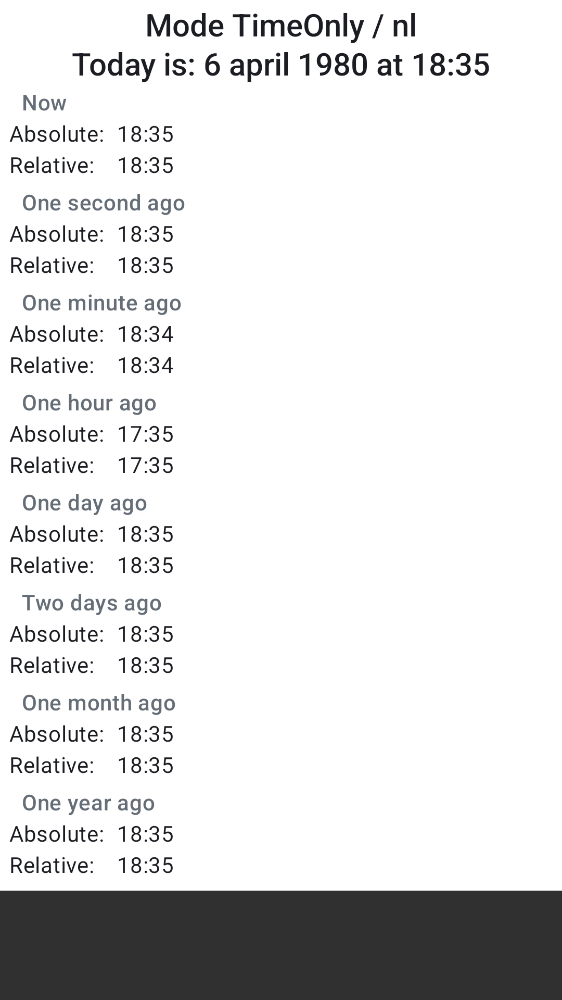 Mode TimeOnly / nl
Today is: 6 april 1980 at 18:35
Now
Absolute: 18:35
Relative: 18:35
One second ago
Absolute: 18:35
Relative: 18:35
One minute ago
Absolute: 18:34
Relative: 18:34
One hour ago
Absolute: 17:35
Relative: 17:35
One day ago
Absolute: 18:35
Relative: 18:35
Two days ago
Absolute: 18:35
Relative: 18:35
One month ago
Absolute: 18:35
Relative: 18:35
One year ago
Absolute: 18:35
Relative: 18:35